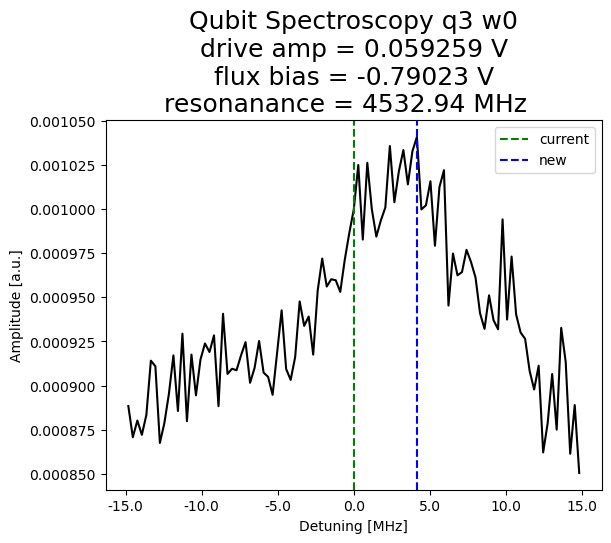 Qubit Spectroscopy q3 w0
drive amp = 0.059259 V
flux bias = -0.79023 V
resonanance = 4532.94 MHz
0.001050
0.001025
0.001000
0.000975
0.000950
0.000925
0.000900
0.000875
0.000850
Amplitude [a.u.]
current
new
-15.0 -10.0 -5.0 0.0 5.0 10.0 15.0
Detuning [MHz]